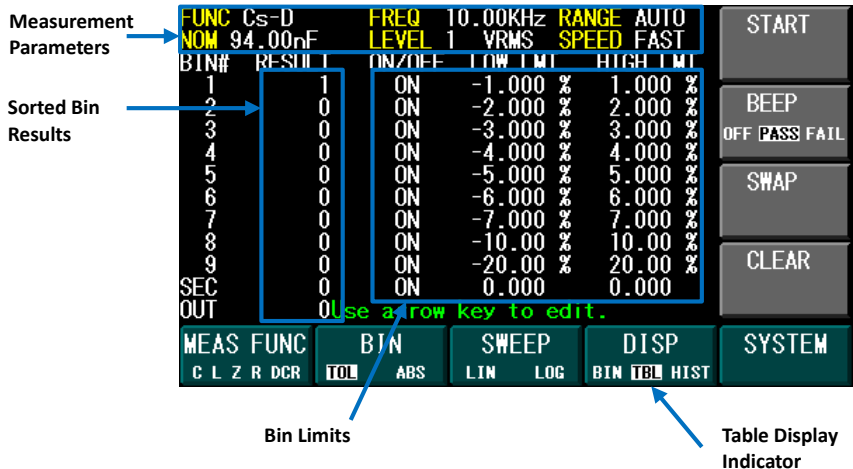 Measurement
Parameters
FUNC Cs-D FREQ 10.00KHz RANGE AUTO
NOM 94.00nF LEVEL 1 VRMS SPEED FAST
BIN# RESULT ON/OFF LOW LMT HIGH LMT
1 1 ON -1.000 % 1.000 %
2 0 ON -2.000 % 2.000 %
3 0 ON -3.000 % 3.000 %
4 0 ON -4.000 % 4.000 %
5 0 ON -5.000 % 5.000 %
6 0 ON -6.000 % 6.000 %
7 0 ON -7.000 % 7.000 %
8 0 ON -10.00 % 10.00 %
9 0 ON -20.00 % 20.00 %
SEC 0 ON 0.000 0.000
OUT 0 Use arrow key to edit.
START
BEEP
OFF PASS FAIL
SWAP
CLEAR
Sorted Bin
Results
MEAS FUNC BIN SWEEP DISP SYSTEM
C L Z R DCR TOL ABS LIN LOG BIN TBL HIST
Bin Limits
Table Display
Indicator